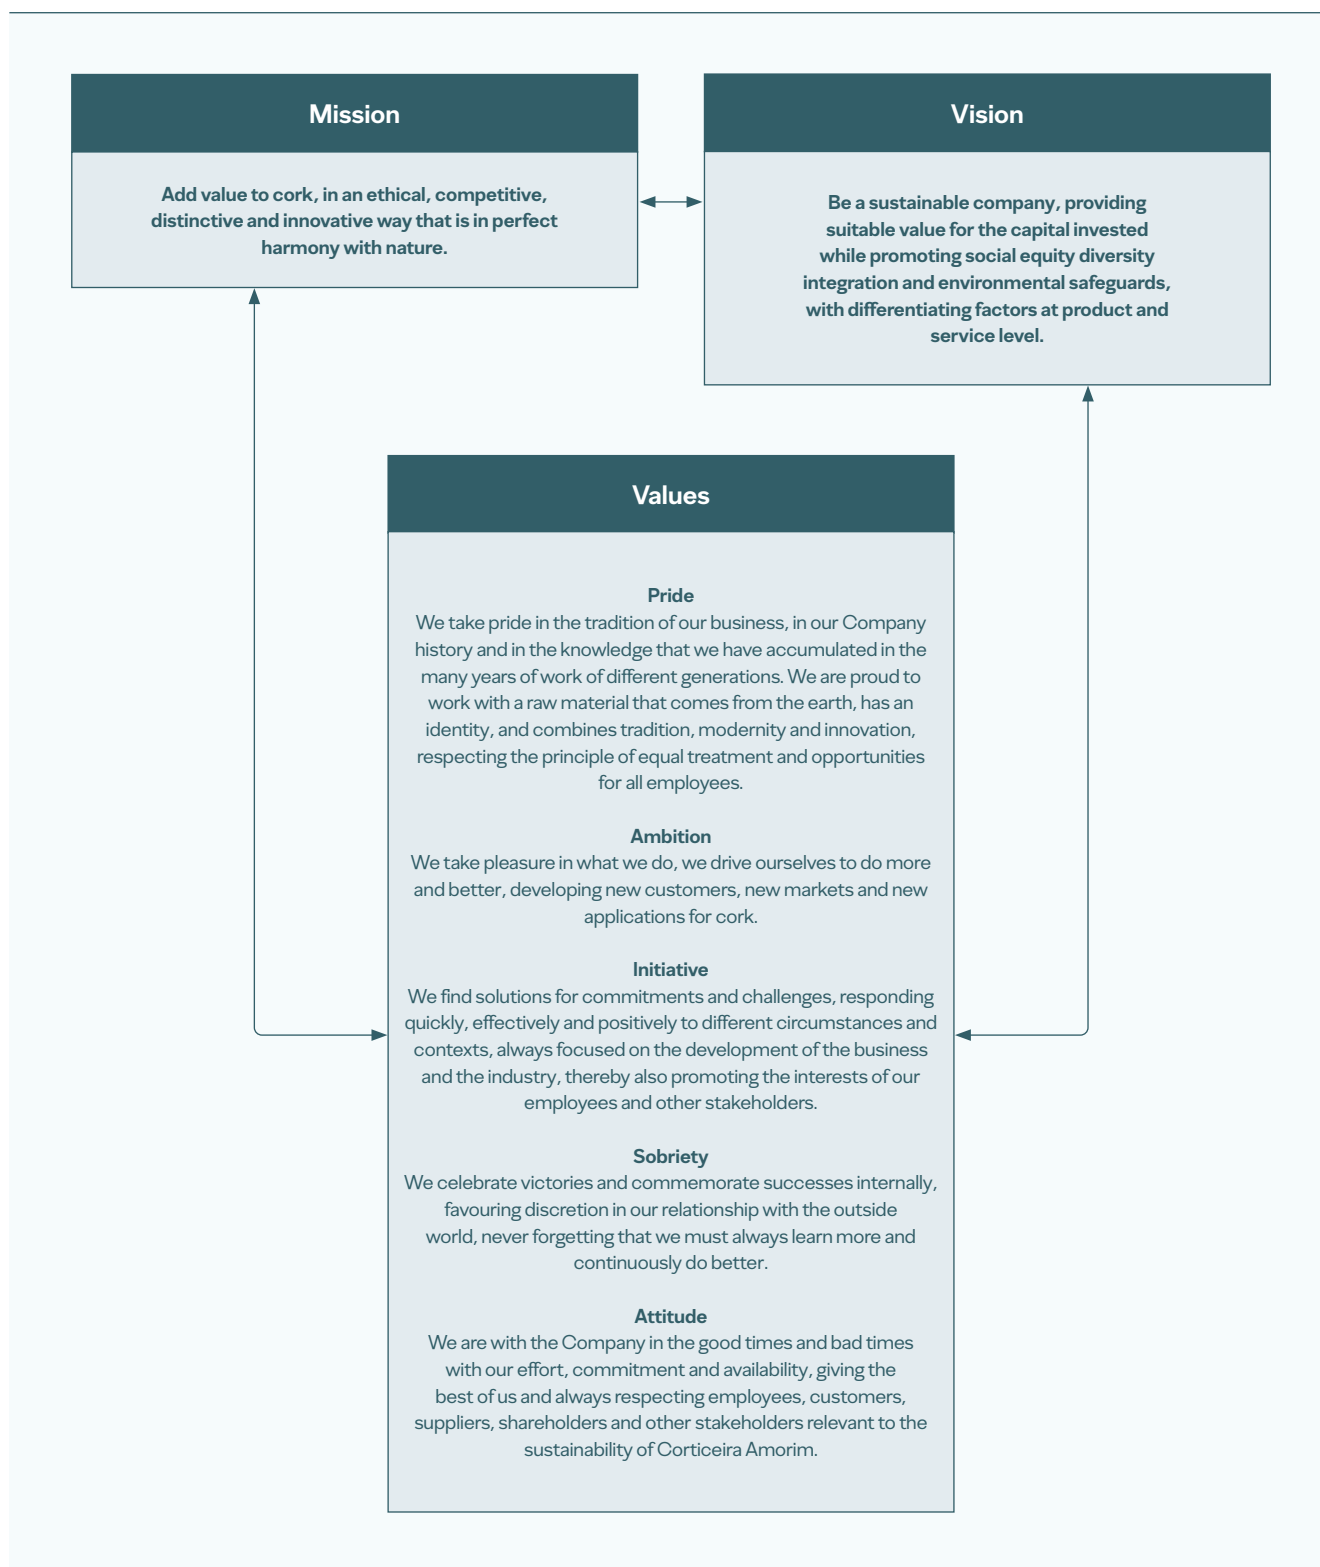 Mission
Add value to cork, in an ethical, competitive,
distinctive and innovative way that is in perfect
harmony with nature.
Vision
Be a sustainable company, providing
suitable value for the capital invested
while promoting social equity diversity
integration and environmental safeguards,
with differentiating factors at product and
service level.
Values
Pride
We take pride in the tradition of our business, in our Company
history and in the knowledge that we have accumulated in the
many years of work of different generations. We are proud to
work with a raw material that comes from the earth, has an
identity, and combines tradition, modernity and innovation,
respecting the principle of equal treatment and opportunities
for all employees.
Ambition
We take pleasure in what we do, we drive ourselves to do more
and better, developing new customers, new markets and new
applications for cork.
Initiative
We find solutions for commitments and challenges, responding
quickly, effectively and positively to different circumstances and
contexts, always focused on the development of the business
and the industry, thereby also promoting the interests of our
employees and other stakeholders.
Sobriety
We celebrate victories and commemorate successes internally,
favouring discretion in our relationship with the outside
world, never forgetting that we must always learn more and
continuously do better.
Attitude
We are with the Company in the good times and bad times
with our effort, commitment and availability, giving the
best of us and always respecting employees, customers,
suppliers, shareholders and other stakeholders relevant to the
sustainability of Corticeira Amorim.